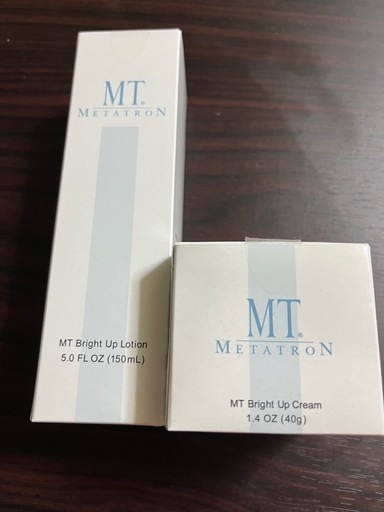 MT®
METATRON
MT Bright Up Lotion
5.0 FL OZ (150mL)
MT®
METATRON
MT Bright Up Cream
1.4 OZ (40g)